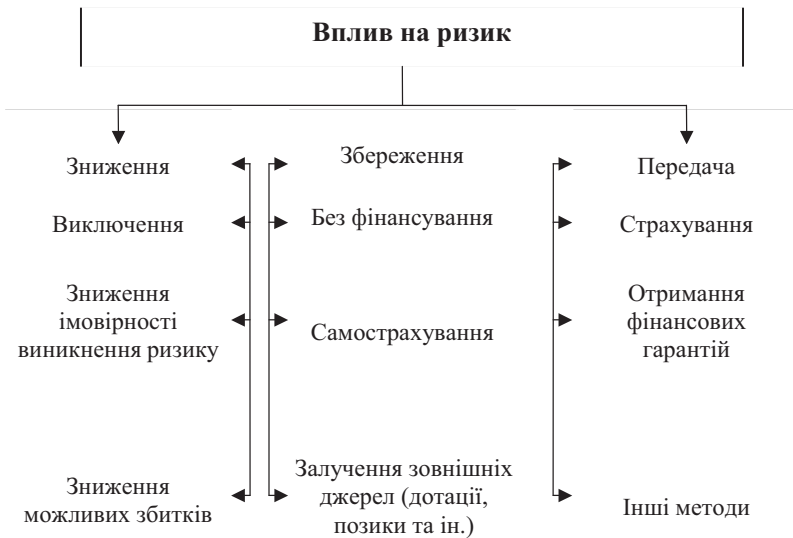 Вплив на ризик
Зниження
Збереження
Передача
Виключення
Без фінансування
Страхування
Зниження
імовірності
виникнення ризику
Самострахування
Отримання
фінансових
гарантій
Зниження
можливих збитків
Залучення зовнішніх
джерел (дотації,
позики та ін.)
Інші методи